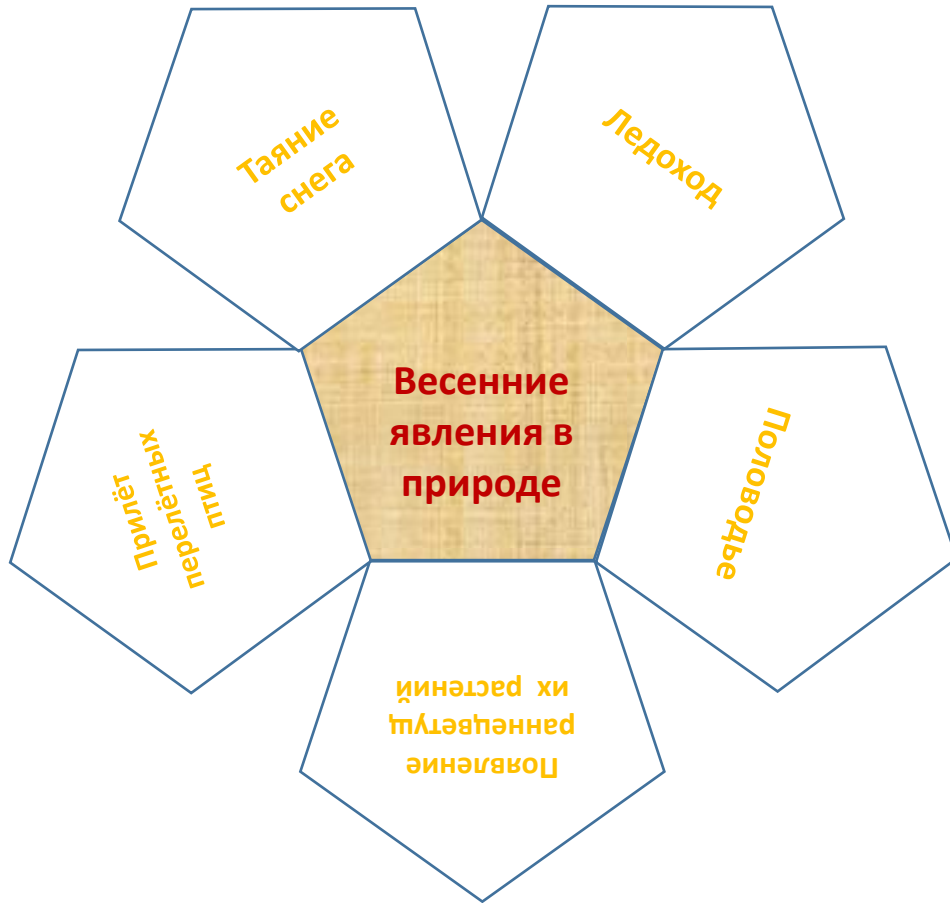 Таяние
снега
Ледоход
Весенние
явления в
природе
Прилёт
перелётных
птиц
Половодье
Появление
раннецветущ
их растений